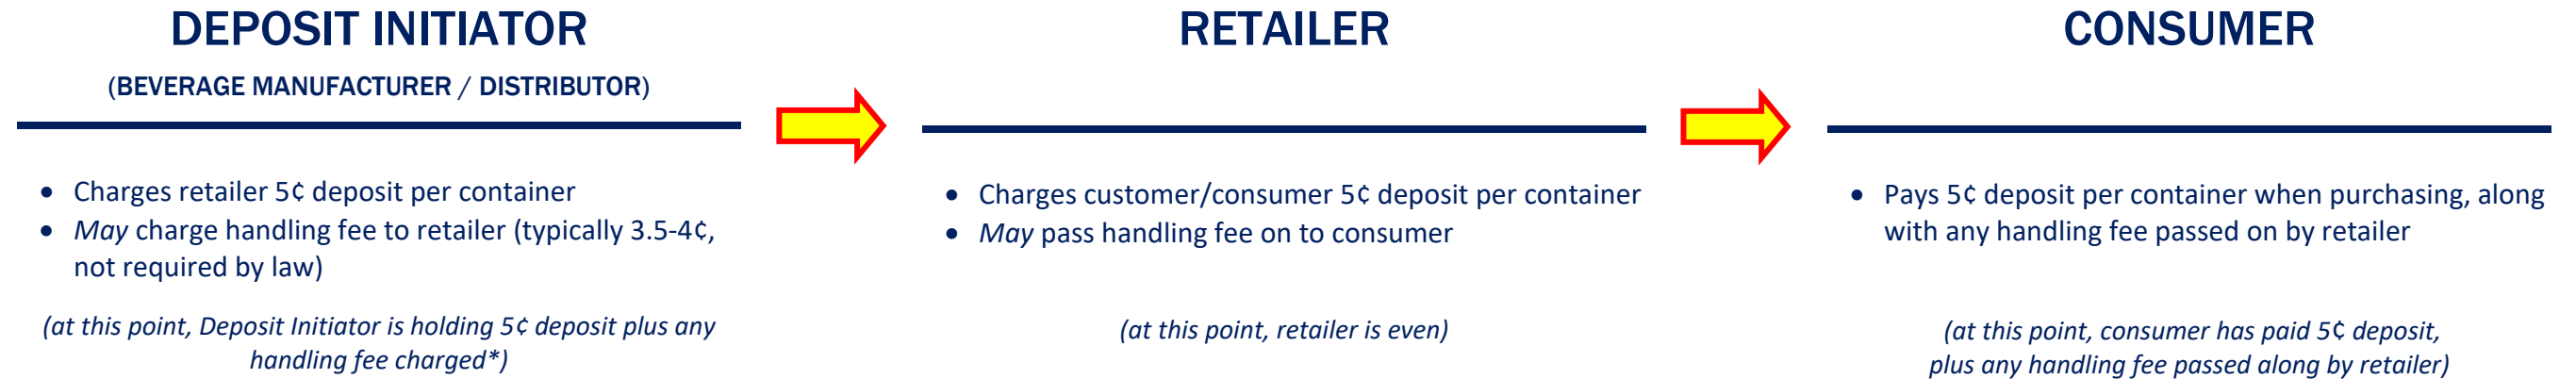 DEPOSIT INITIATOR
(BEVERAGE MANUFACTURER / DISTRIBUTOR)
• Charges retailer 5¢ deposit per container
• May charge handling fee to retailer (typically 3.5-4¢,
not required by law)
(at this point, Deposit Initiator is holding 5¢ deposit plus any
handling fee charged*)
RETAILER
• Charges customer/consumer 5¢ deposit per container
• May pass handling fee on to consumer
(at this point, retailer is even)
CONSUMER
• Pays 5¢ deposit per container when purchasing, along
with any handling fee passed on by retailer
(at this point, consumer has paid 5¢ deposit,
plus any handling fee passed along by retailer)